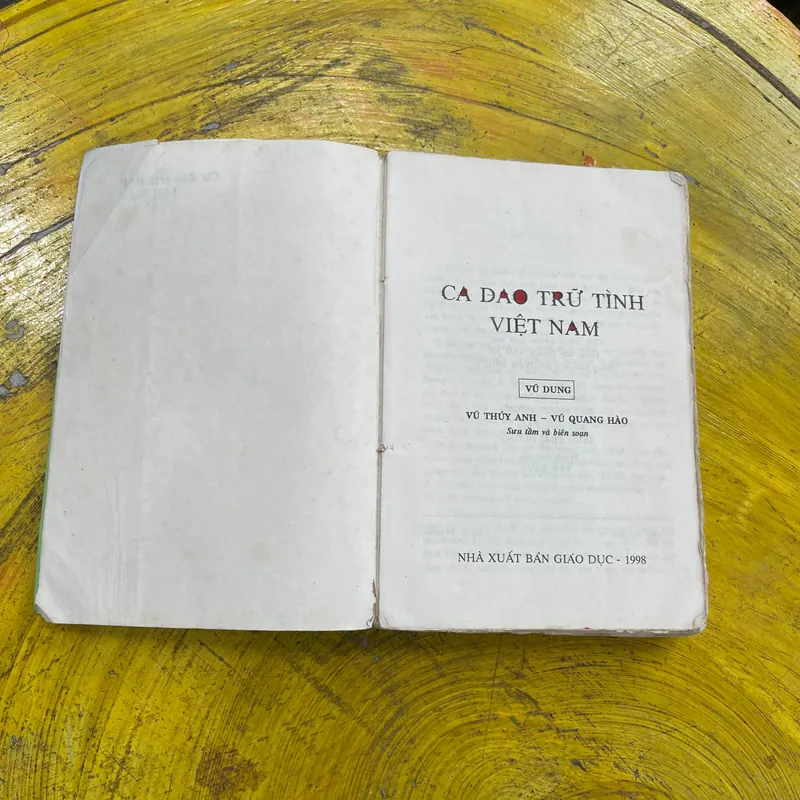 CA DAO TRỮ TÌNH
VIỆT NAM
VŨ DUNG
VŨ THÚY ANH – VŨ QUANG HÀO
Sưu tầm và biên soạn
NHÀ XUẤT BẢN GIÁO DỤC - 1998